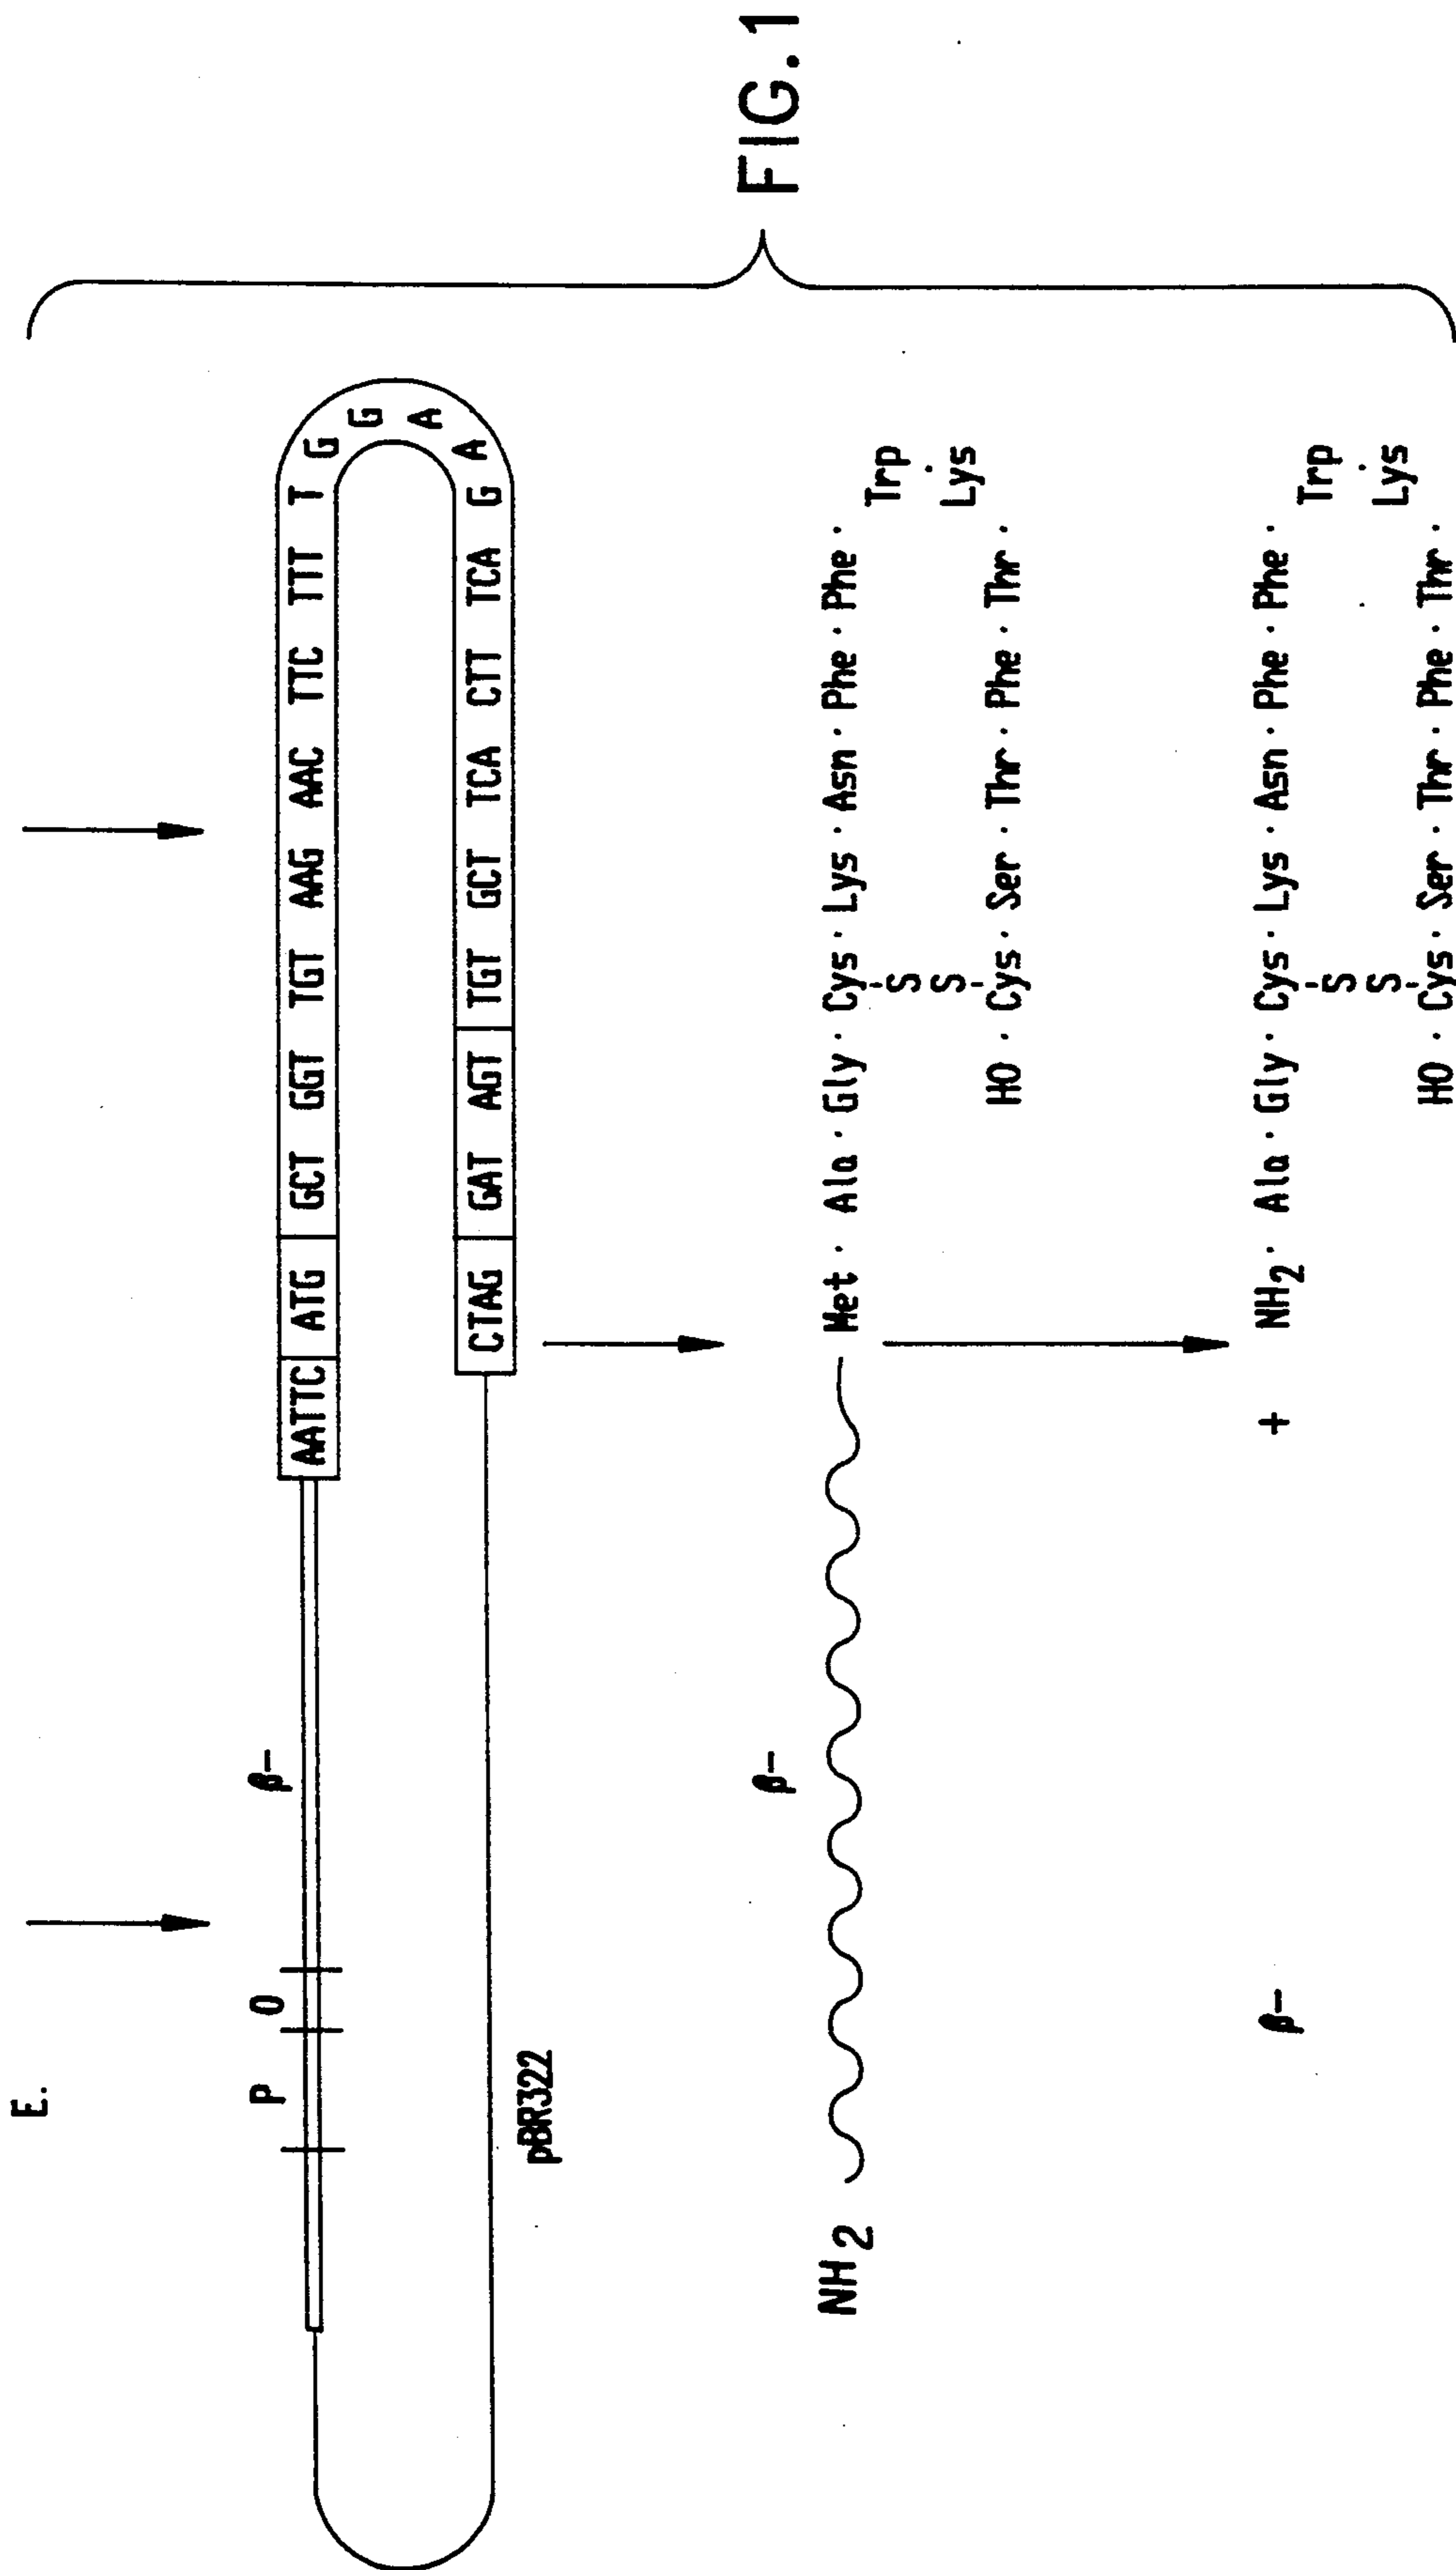 E.
P O β-
AATTC ATG GCT GGT TGT AAG AAC TTC TTT T
G
G
A
A
CTAG GAT AGT TGT GCT TCA CTT TCA G
pBR322
β-
NH2 Met · Ala · Gly · Cys · Lys · Asn · Phe · Phe ·
Trp
S
S
Lys
HO · Cys · Ser · Thr · Phe · Thr ·
β- + NH2 · Ala · Gly · Cys · Lys · Asn · Phe · Phe ·
Trp
S
S
Lys
HO · Cys · Ser · Thr · Phe · Thr ·
FIG.1